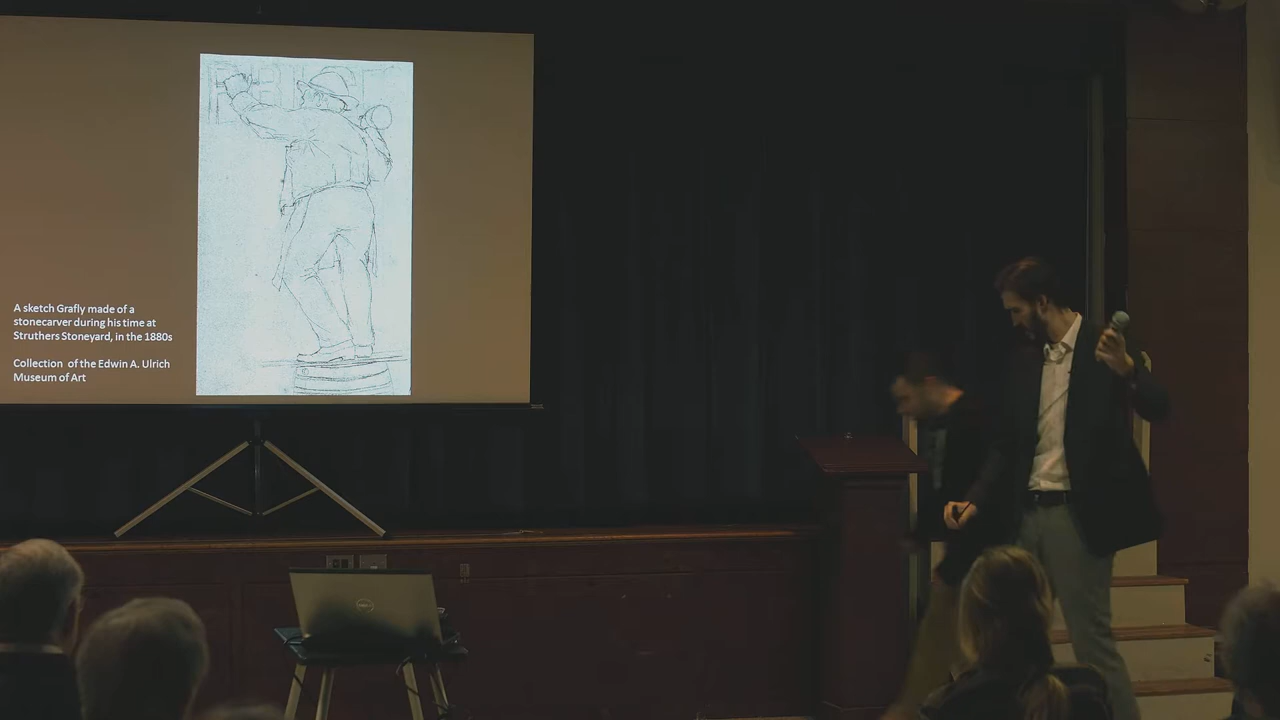 A sketch Grafly made of a
stonecarver during his time at
Struthers Stoneyard, in the 1880s
Collection of the Edwin A. Ulrich
Museum of Art
DELL